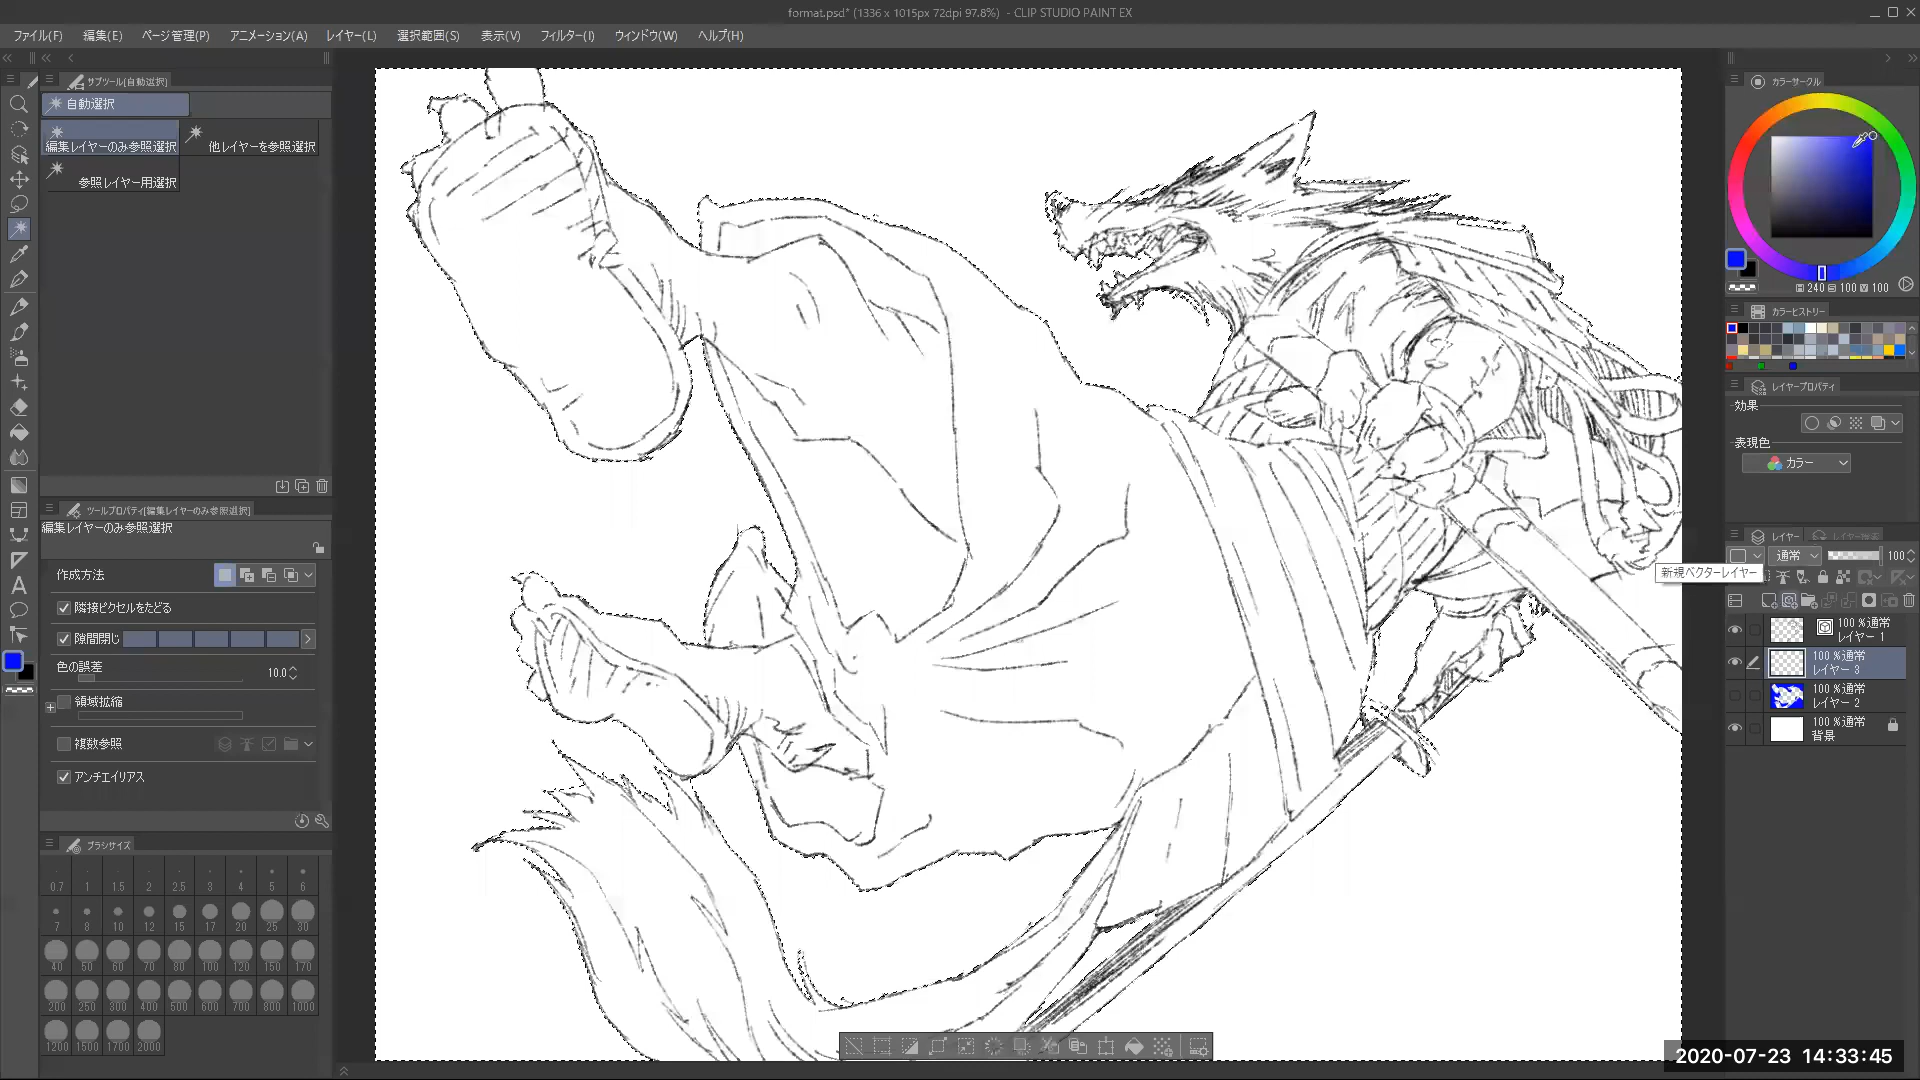 format.psd* (1336 x 1015px 72dpi 97.8%) - CLIP STUDIO PAINT EX
ファイル(F) 編集(E) ページ管理(P) アニメーション(A) レイヤー(L) 選択範囲(S) 表示(V) フィルター(I) ウィンドウ(W) ヘルプ(H)
サブツール[自動選択]
自動選択
編集レイヤーのみ参照選択 他レイヤーを参照選択
参照レイヤー用選択
ツールプロパティ[編集レイヤーのみ参照選択]
編集レイヤーのみ参照選択
作成方法
隣接ピクセルをたどる
隙間閉じ
色の誤差 10.0
領域拡縮
複数参照
アンチエイリアス
ブラシサイズ
0.7 1 1.5 2 2.5 3 4 5 6
7 8 10 12 15 17 20 25 30
40 50 60 70 80 100 120 150 170
200 250 300 400 500 600 700 800 1000
1200 1500 1700 2000
カラーサークル
240 100 100
カラーヒストリー
レイヤープロパティ
効果
表現色
カラー
レイヤー レイヤー検索
通常 100
新規ベクターレイヤー
100 %通常
レイヤー 1
100 %通常
レイヤー 3
100 %通常
レイヤー 2
100 %通常
背景
2020-07-23 14:33:45